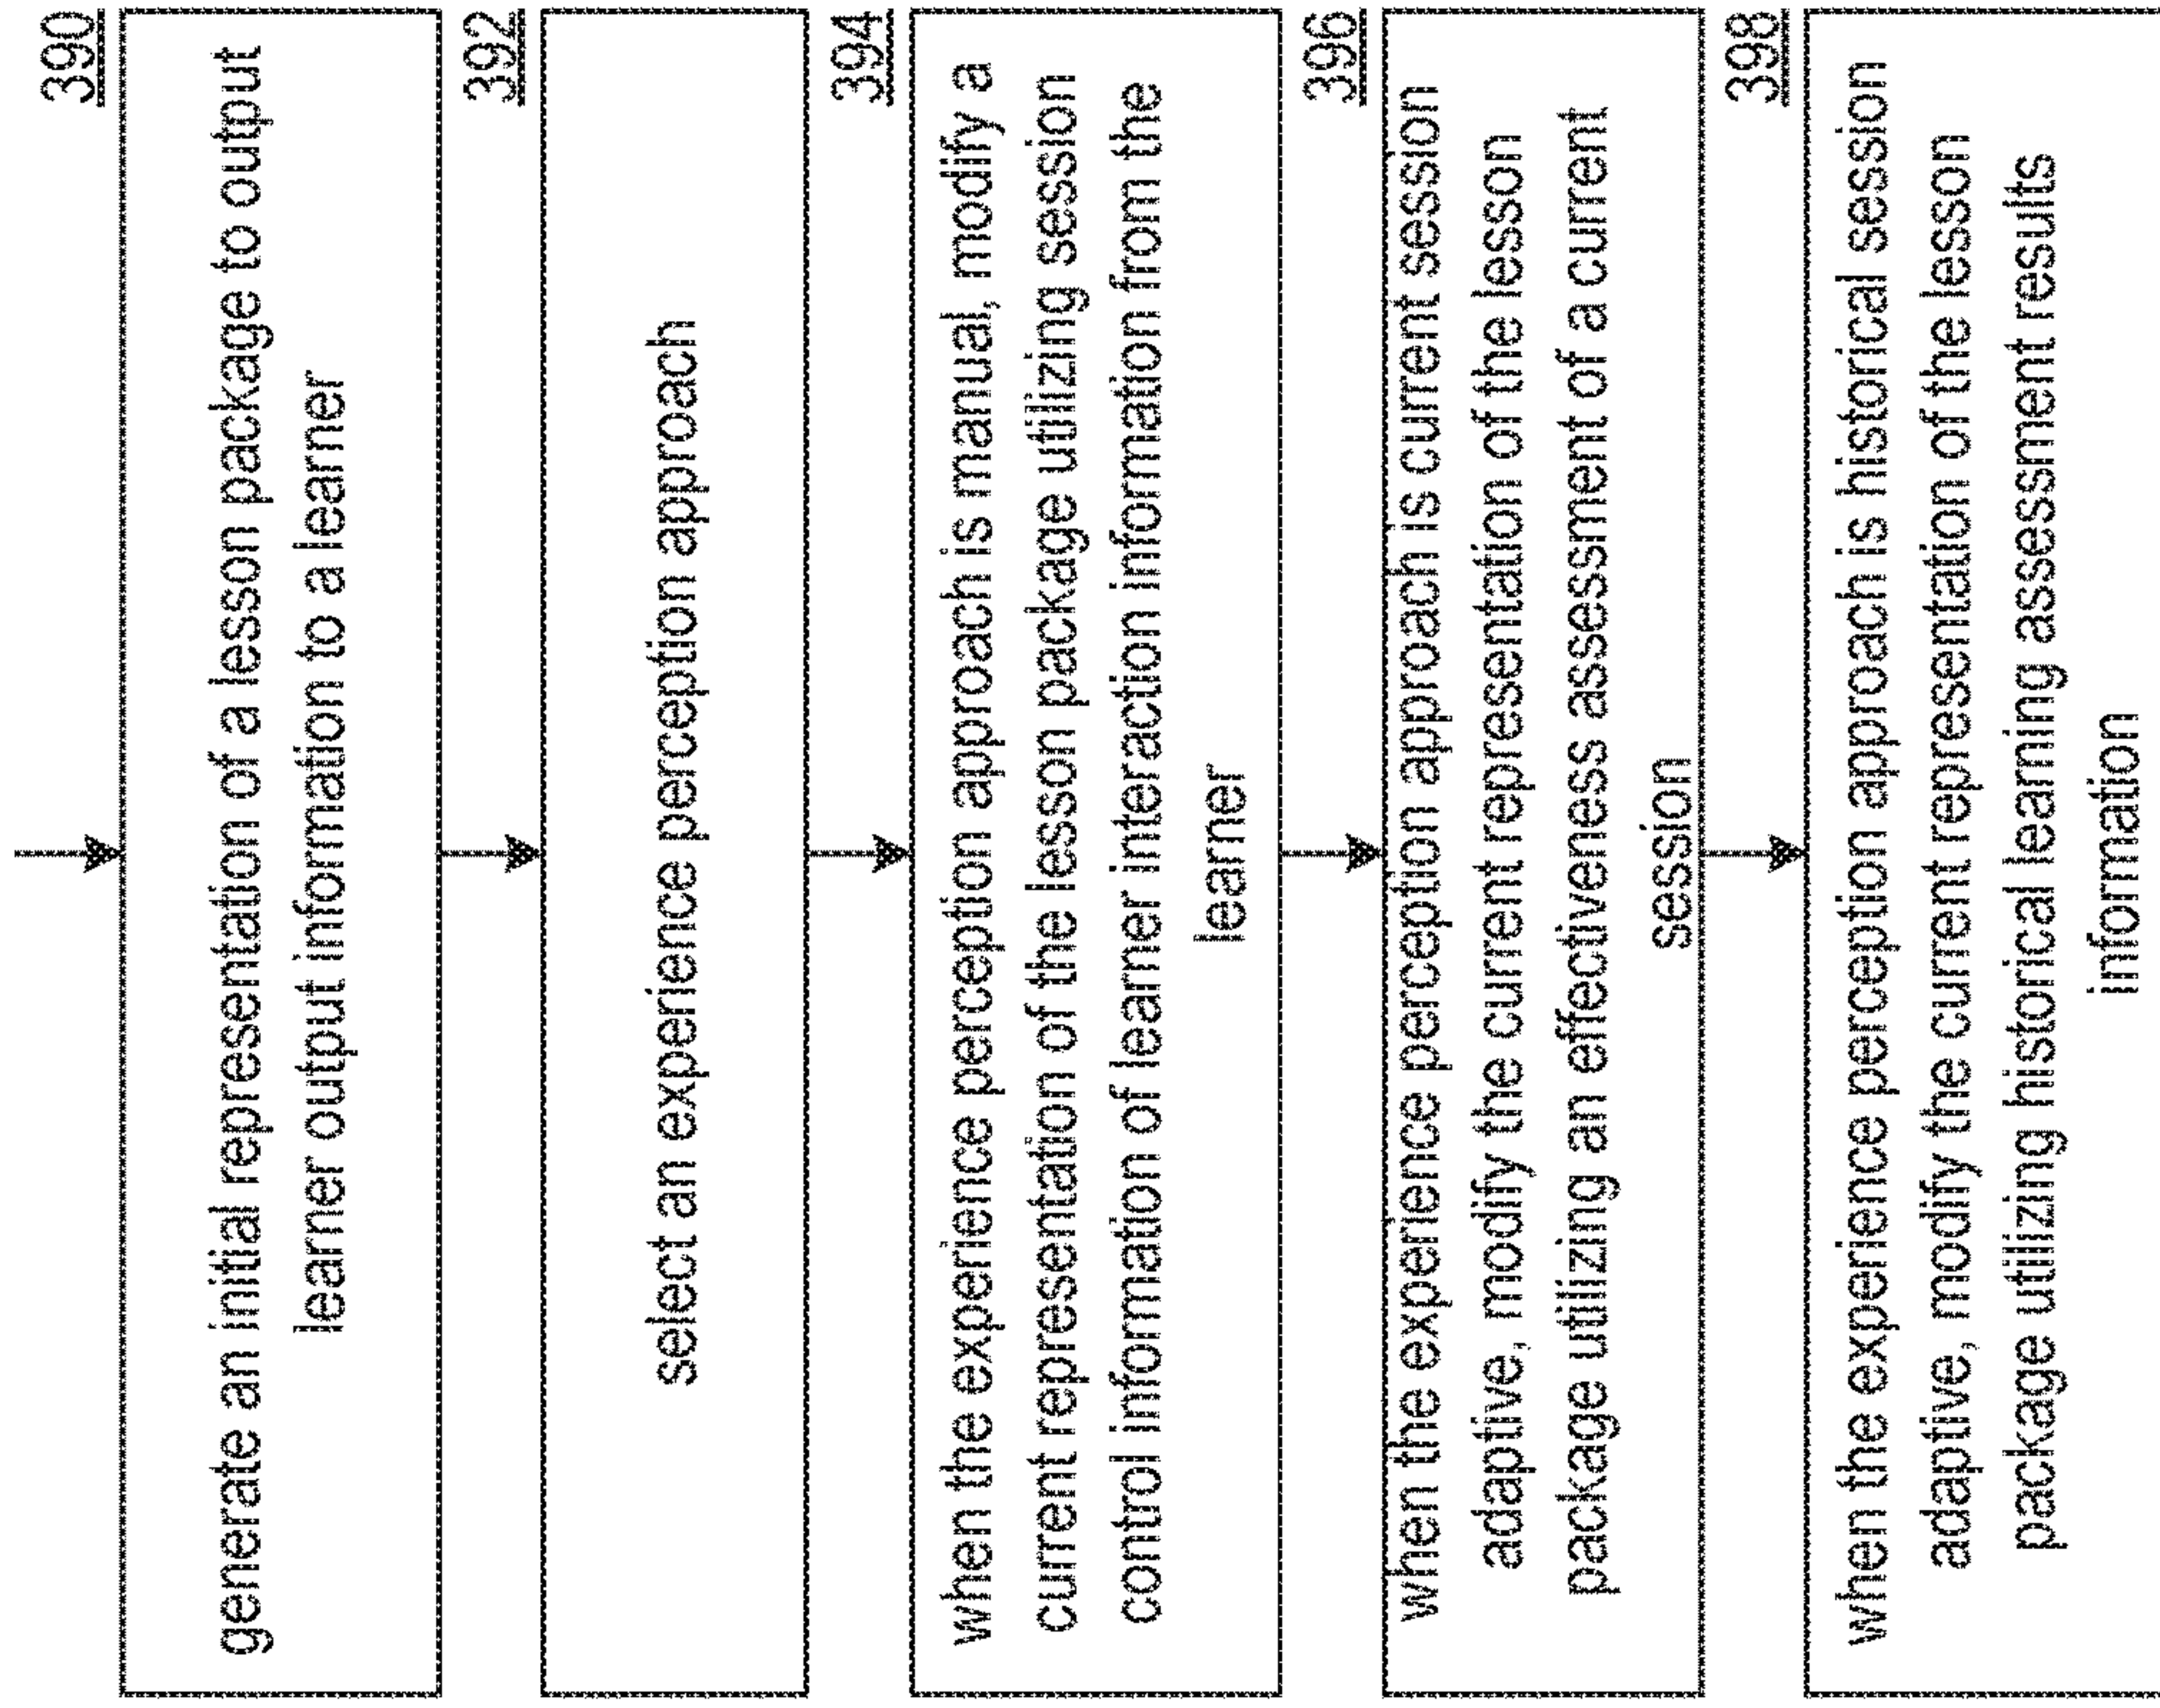 390
generate an initial representation of a lesson package to output
learner output information to a learner
392
select an experience perception approach
394
when the experience perception approach is manual, modify a
current representation of the lesson package utilizing session
control information of learner interaction information from the
learner
396
when the experience perception approach is current session
adaptive, modify the current representation of the lesson
package utilizing an effectiveness assessment of a current
session
398
when the experience perception approach is historical session
adaptive, modify the current representation of the lesson
package utilizing historical learning assessment results
information